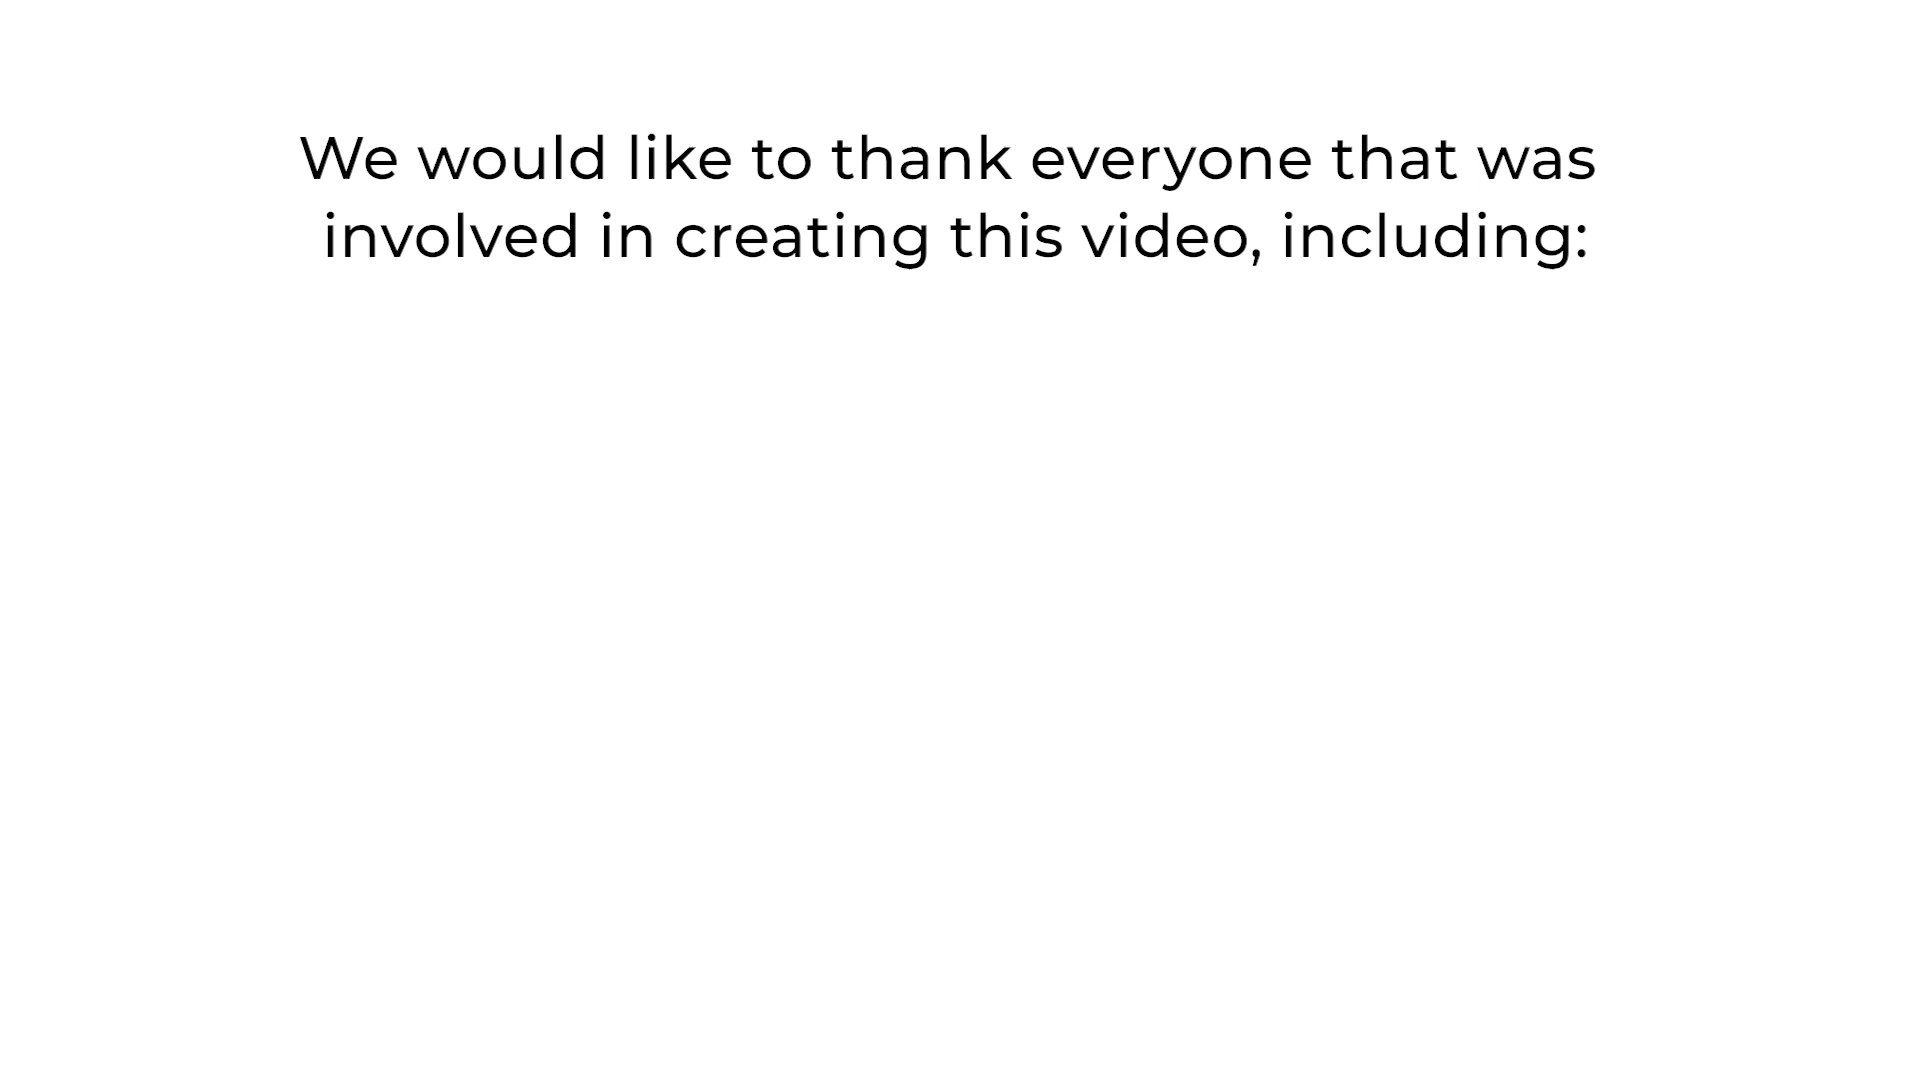 We would like to thank everyone that was
involved in creating this video, including: